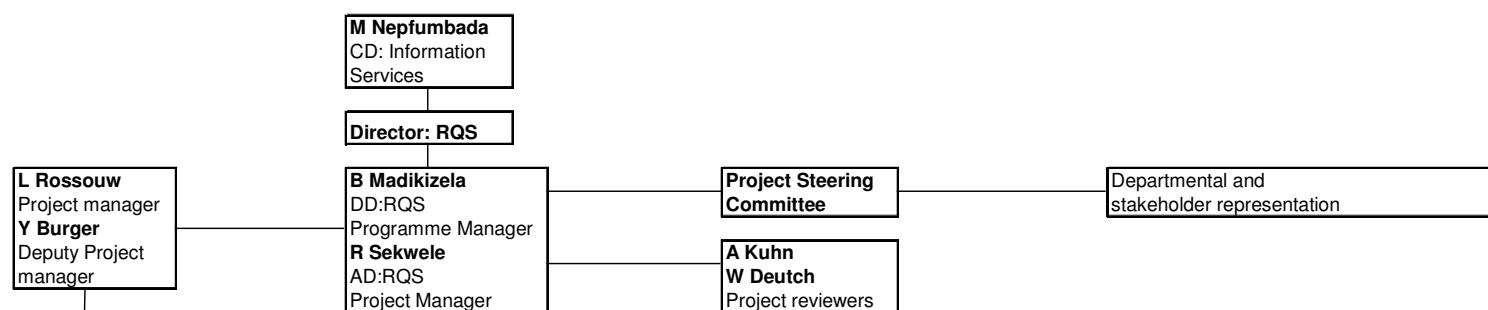 M Nepfumbada
CD: Information
Services
Director: RQS
L Rossouw
Project manager
Y Burger
Deputy Project
manager
B Madikizela
DD:RQS
Programme Manager
R Sekwele
AD:RQS
Project Manager
Project Steering
Committee
Departmental and
stakeholder representation
A Kuhn
W Deutch
Project reviewers